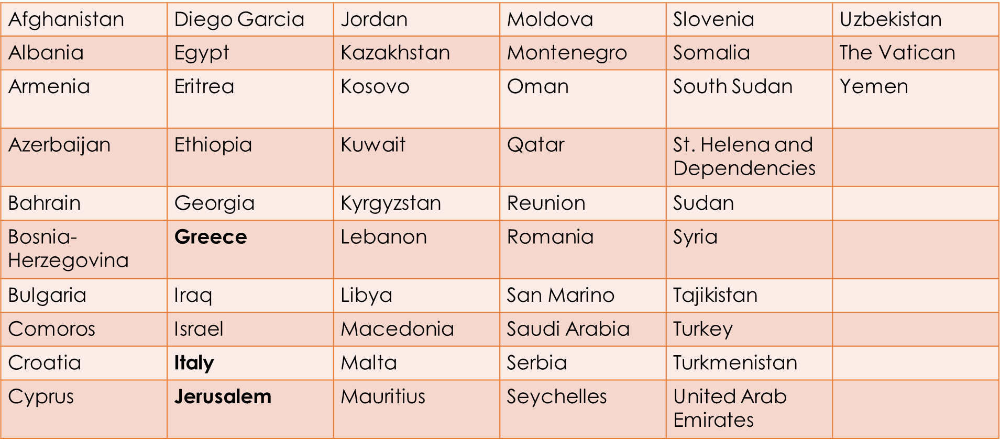 Afghanistan Diego Garcia Jordan Moldova Slovenia Uzbekistan
Albania Egypt Kazakhstan Montenegro Somalia The Vatican
Armenia Eritrea Kosovo Oman South Sudan Yemen
Azerbaijan Ethiopia Kuwait Qatar St. Helena and
Dependencies
Bahrain Georgia Kyrgyzstan Reunion Sudan
Bosnia- Greece Lebanon Romania Syria
Herzegovina
Bulgaria Iraq Libya San Marino Tajikistan
Comoros Israel Macedonia Saudi Arabia Turkey
Croatia Italy Malta Serbia Turkmenistan
Cyprus Jerusalem Mauritius Seychelles United Arab
Emirates